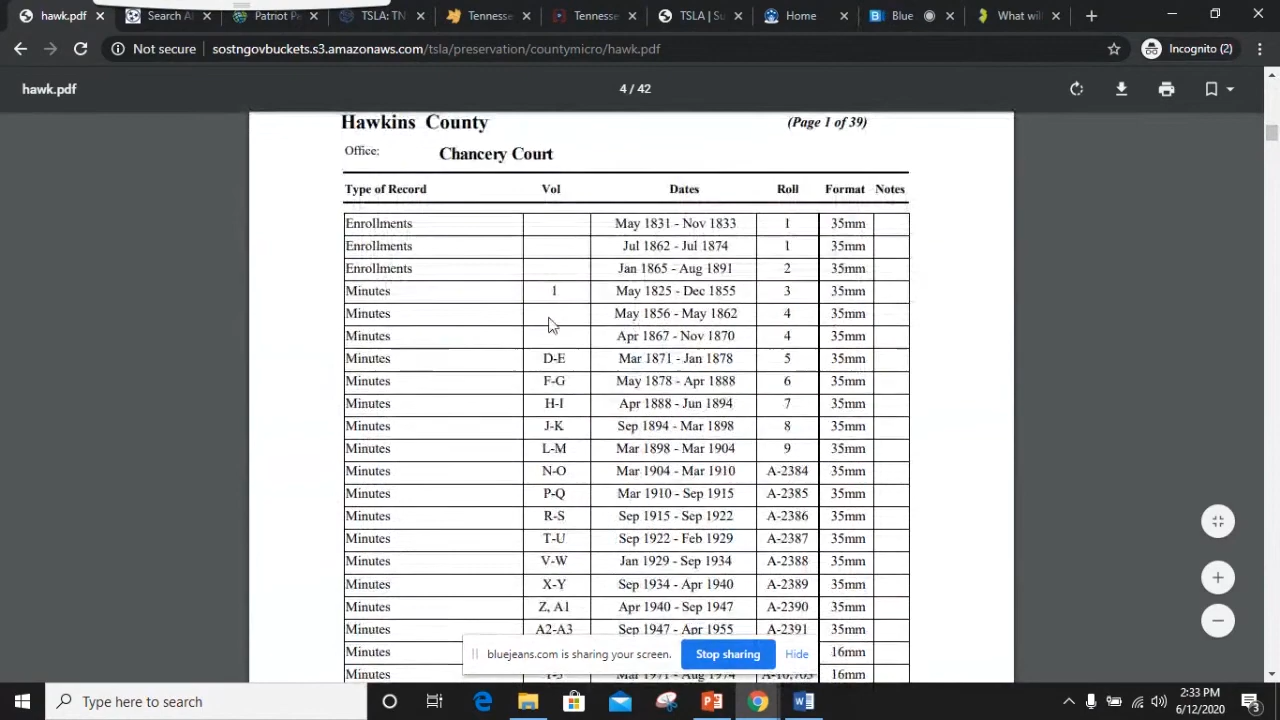 hawk.pdf
Search A
Patriot Pa
TSLA: TN
Tennesse
Tennesse
TSLA | Su
Home
Blue
What wil
Not secure
sostngovbuckets.s3.amazonaws.com/tsla/preservation/countymicro/hawk.pdf
Incognito (2)
hawk.pdf
4 / 42
Hawkins County (Page 1 of 39)
Office: Chancery Court
Type of Record Vol Dates Roll Format Notes
Enrollments May 1831 - Nov 1833 1 35mm
Enrollments Jul 1862 - Jul 1874 1 35mm
Enrollments Jan 1865 - Aug 1891 2 35mm
Minutes 1 May 1825 - Dec 1855 3 35mm
Minutes May 1856 - May 1862 4 35mm
Minutes Apr 1867 - Nov 1870 4 35mm
Minutes D-E Mar 1871 - Jan 1878 5 35mm
Minutes F-G May 1878 - Apr 1888 6 35mm
Minutes H-I Apr 1888 - Jun 1894 7 35mm
Minutes J-K Sep 1894 - Mar 1898 8 35mm
Minutes L-M Mar 1898 - Mar 1904 9 35mm
Minutes N-O Mar 1904 - Mar 1910 A-2384 35mm
Minutes P-Q Mar 1910 - Sep 1915 A-2385 35mm
Minutes R-S Sep 1915 - Sep 1922 A-2386 35mm
Minutes T-U Sep 1922 - Feb 1929 A-2387 35mm
Minutes V-W Jan 1929 - Sep 1934 A-2388 35mm
Minutes X-Y Sep 1934 - Apr 1940 A-2389 35mm
Minutes Z, A1 Apr 1940 - Sep 1947 A-2390 35mm
Minutes A2-A3 Sep 1947 - Apr 1955 A-2391 35mm
Minutes 16mm
Minutes 16mm
bluejeans.com is sharing your screen.
Stop sharing
Hide
Type here to search
2:33 PM
6/12/2020
3